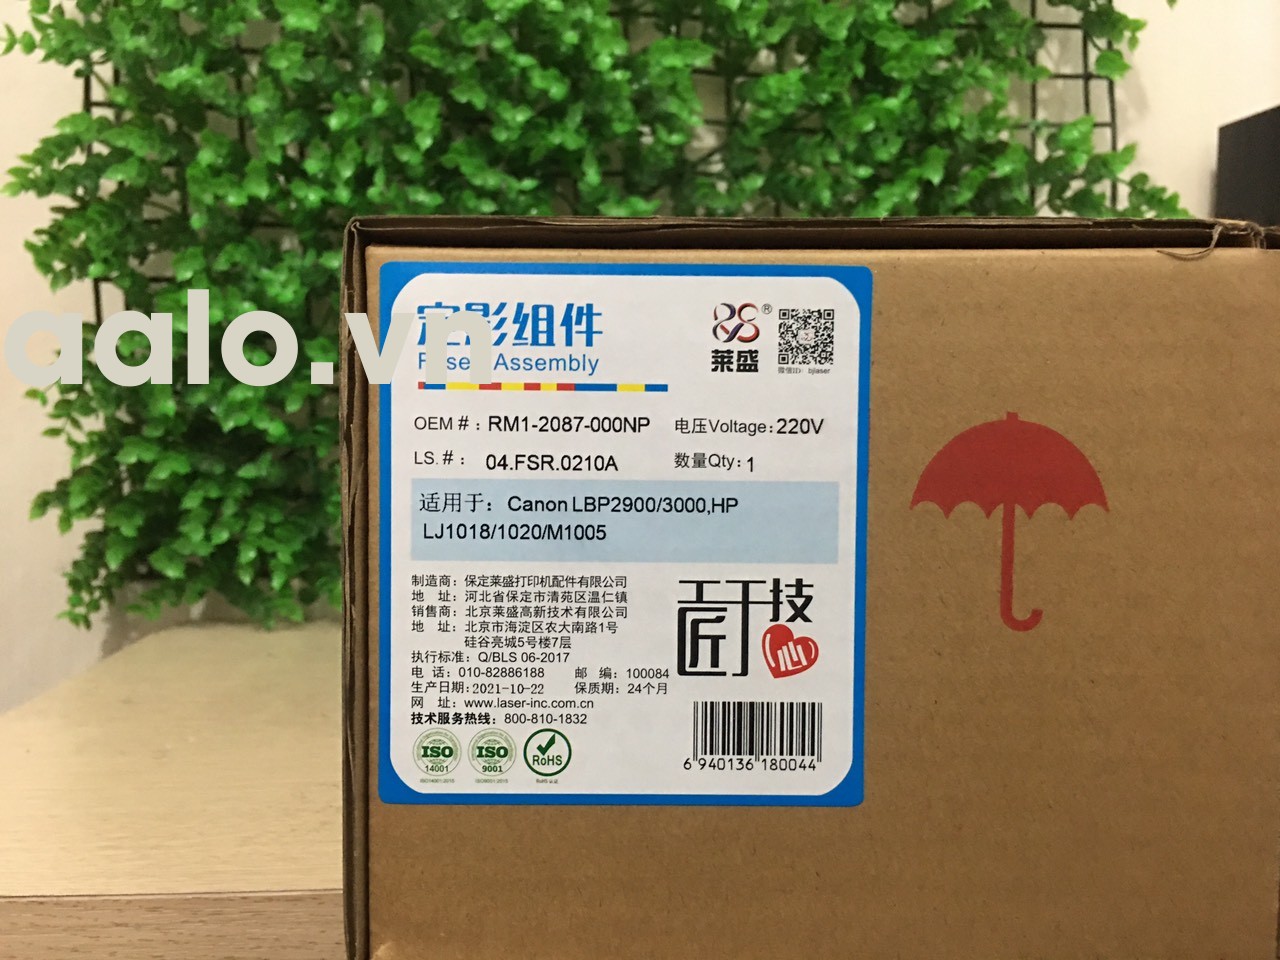 aalo.vn
定影组件
Fuser Assembly
莱盛®
微信ID: bjlaser
OEM #: RM1-2087-000NP 电压Voltage: 220V
LS.#: 04.FSR.0210A 数量Qty: 1
适用于: Canon LBP2900/3000,HP
LJ1018/1020/M1005
制造商: 保定莱盛打印机配件有限公司
地 址: 河北省保定市清苑区温仁镇
销售商: 北京莱盛高新技术有限公司
地 址: 北京市海淀区农大南路1号
硅谷亮城5号楼7层
执行标准: Q/BLS 06-2017
电 话: 010-82886188 邮 编: 100084
生产日期: 2021-10-22 保质期: 24个月
网 址: www.laser-inc.com.cn
技术服务热线: 800-810-1832
工匠于技心
ISO 14001
ISO 9001
RoHS
6 940136 180044